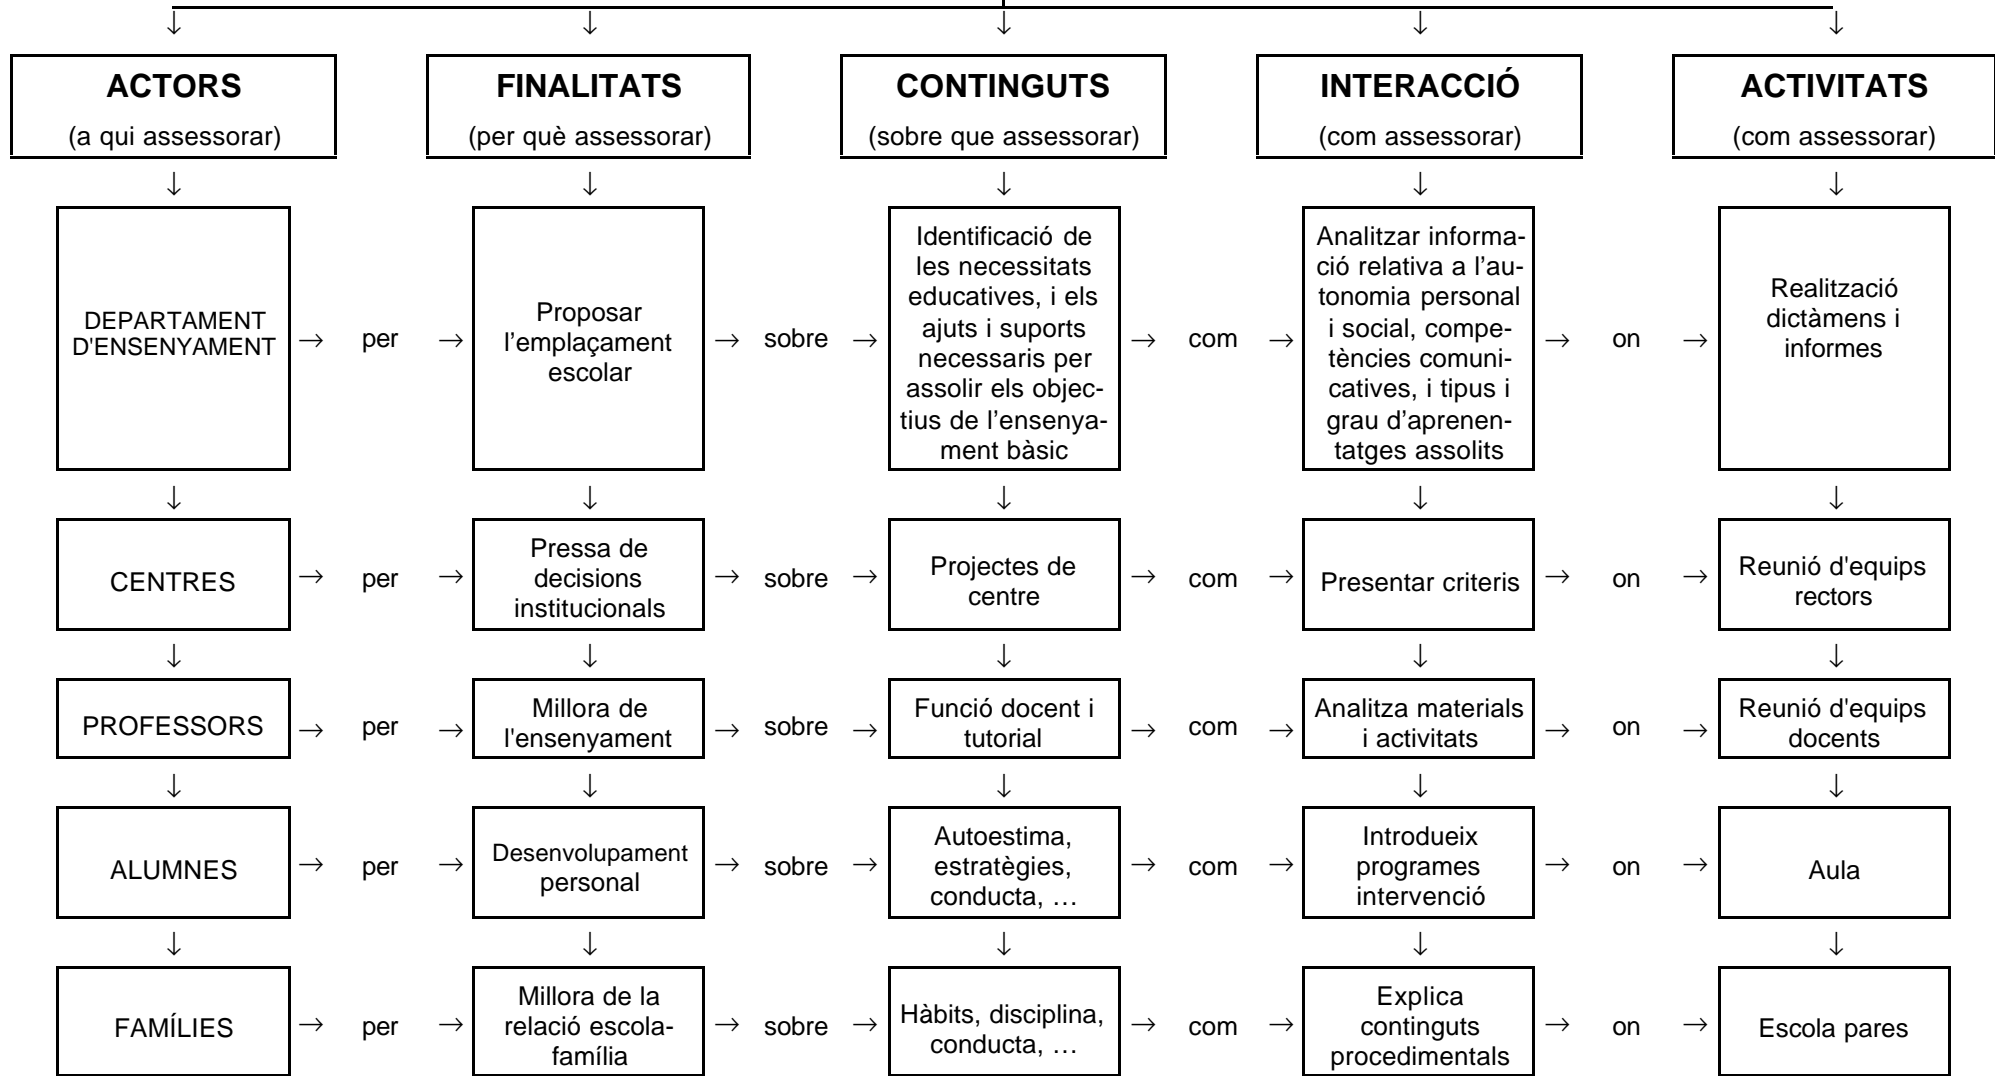 ACTORS
(a qui assessorar)
FINALITATS
(per què assessorar)
CONTINGUTS
(sobre que assessorar)
INTERACCIÓ
(com assessorar)
ACTIVITATS
(com assessorar)
DEPARTAMENT
D'ENSENYAMENT
→ per →
Proposar
l’emplaçament
escolar
→ sobre →
Identificació de
les necessitats
educatives, i els
ajuts i suports
necessaris per
assolir els objec-
tius de l’ensenya-
ment bàsic
→ com →
Analitzar informa-
ció relativa a l’au-
tonomia personal
i social, compe-
tències comuni-
catives, i tipus i
grau d’aprenen-
tatges assolits
→ on →
Realització
dictàmens i
informes
CENTRES
→ per →
Pressa de
decisions
institucionals
→ sobre →
Projectes de
centre
→ com →
Presentar criteris
→ on →
Reunió d'equips
rectors
PROFESSORS
→ per →
Millora de
l'ensenyament
→ sobre →
Funció docent i
tutorial
→ com →
Analitza materials
i activitats
→ on →
Reunió d'equips
docents
ALUMNES
→ per →
Desenvolupament
personal
→ sobre →
Autoestima,
estratègies,
conducta, …
→ com →
Introdueix
programes
intervenció
→ on →
Aula
FAMÍLIES
→ per →
Millora de la
relació escola-
família
→ sobre →
Hàbits, disciplina,
conducta, …
→ com →
Explica
continguts
procedimentals
→ on →
Escola pares